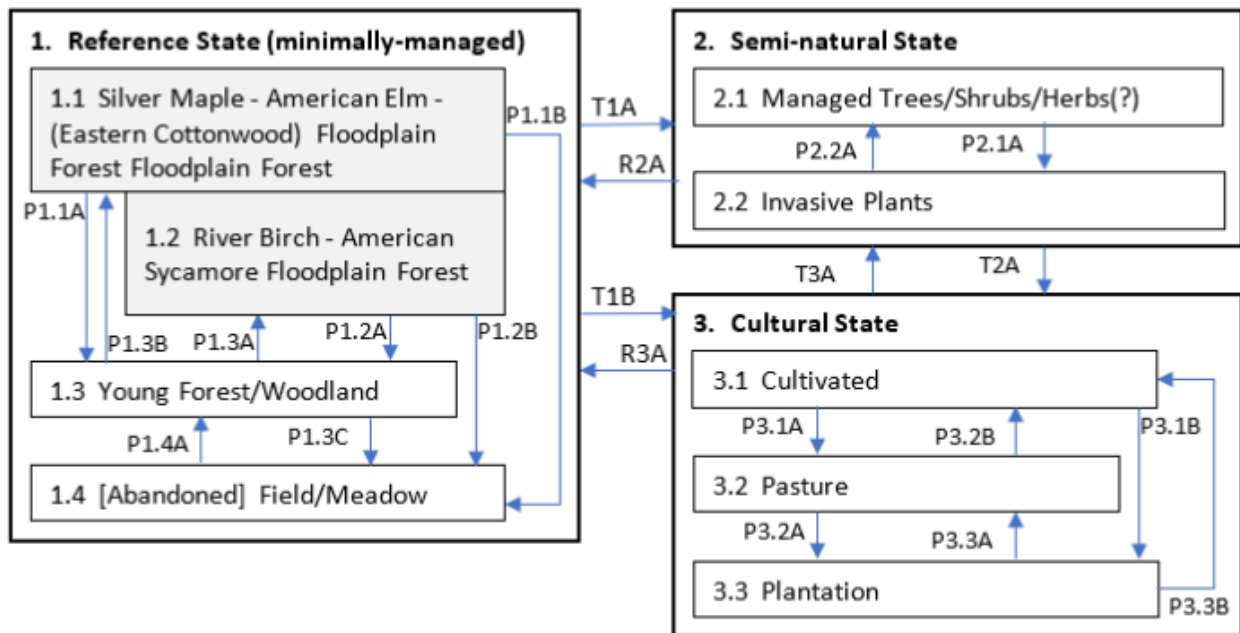 1. Reference State (minimally-managed)
1.1 Silver Maple - American Elm -
(Eastern Cottonwood) Floodplain
Forest Floodplain Forest
P1.1B
P1.1A
1.2 River Birch - American
Sycamore Floodplain Forest
P1.3B
P1.3A
P1.2A
P1.2B
1.3 Young Forest/Woodland
P1.4A
P1.3C
1.4 [Abandoned] Field/Meadow
T1A
R2A
T1B
R3A
2. Semi-natural State
2.1 Managed Trees/Shrubs/Herbs(?)
P2.2A
P2.1A
2.2 Invasive Plants
T3A
T2A
3. Cultural State
3.1 Cultivated
P3.1A
P3.2B
P3.1B
3.2 Pasture
P3.2A
P3.3A
3.3 Plantation
P3.3B